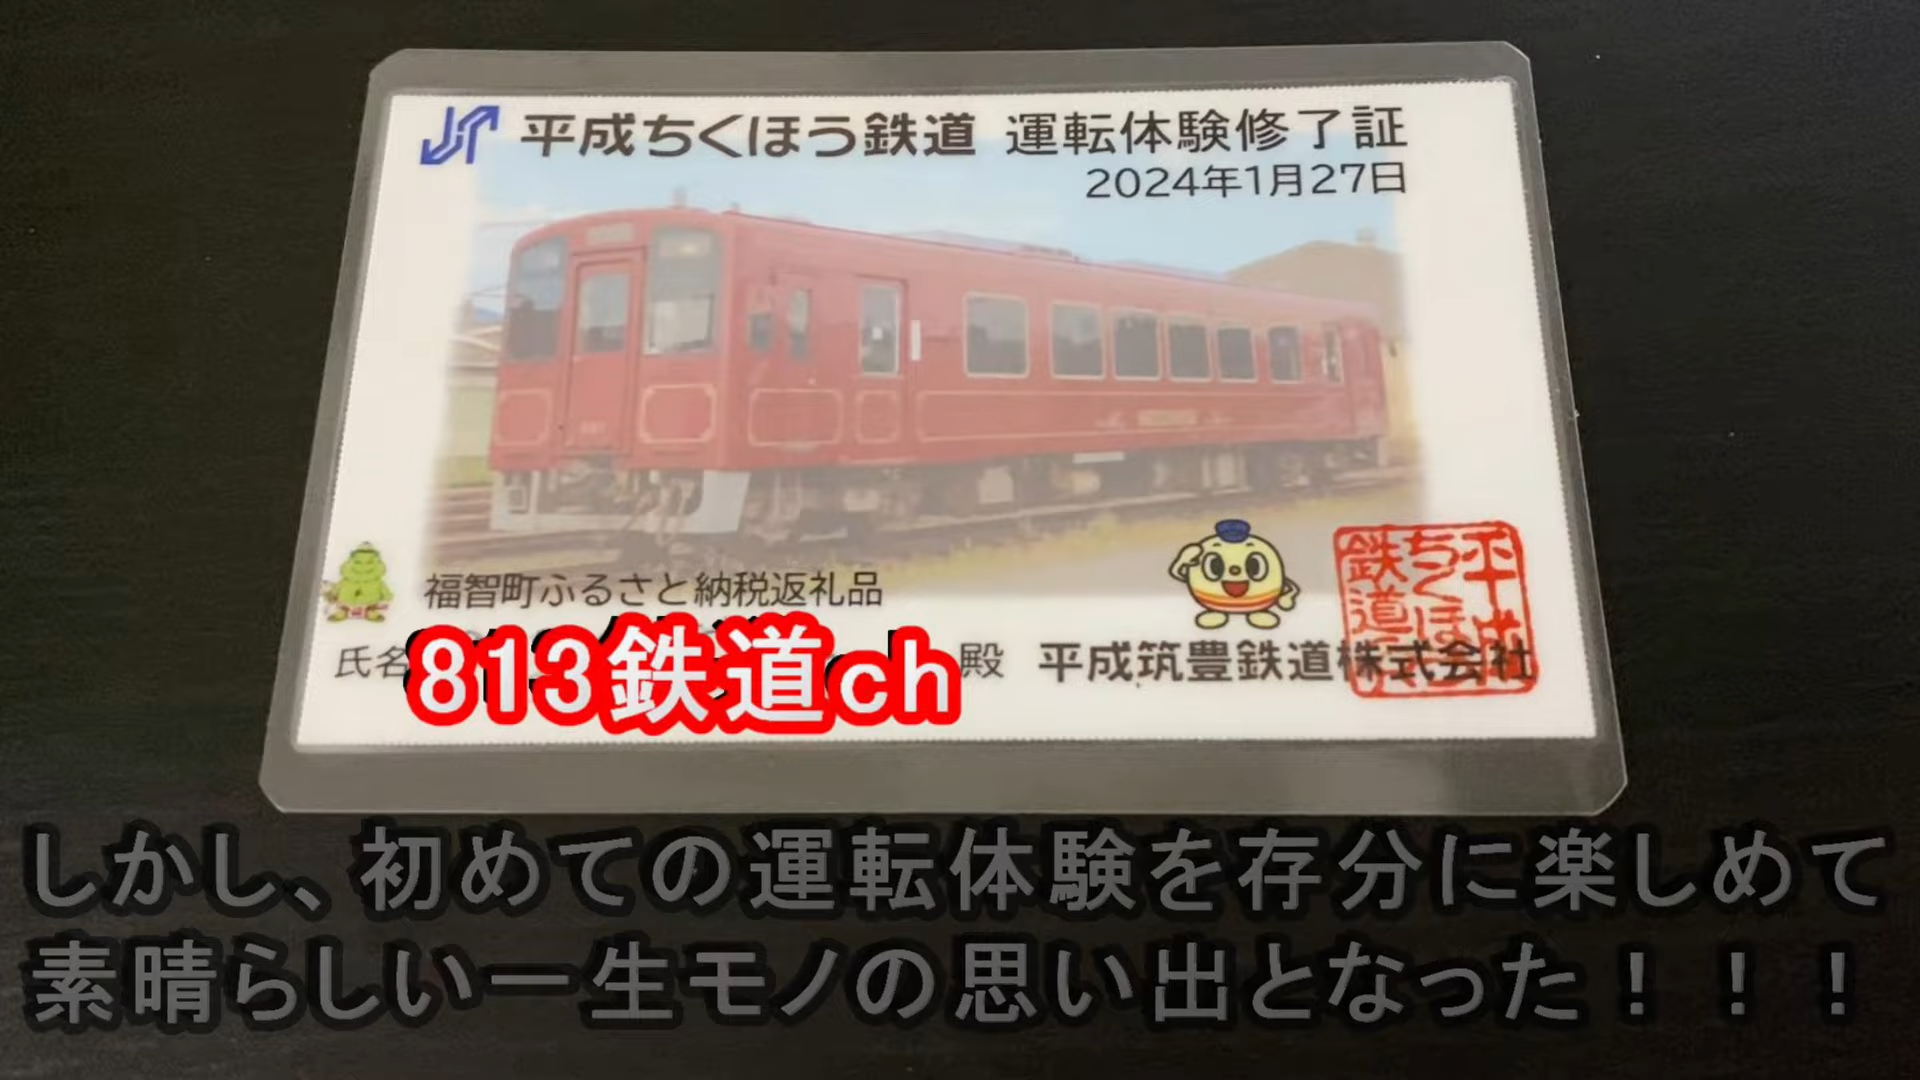 平成ちくほう鉄道 運転体験修了証
2024年1月27日
福智町ふるさと納税返礼品
氏名
813鉄道ch
殿
平成筑豊鉄道株式会社
平成
ちくほう
鉄道
しかし、初めての運転体験を存分に楽しめて
素晴らしい一生モノの思い出となった！！！